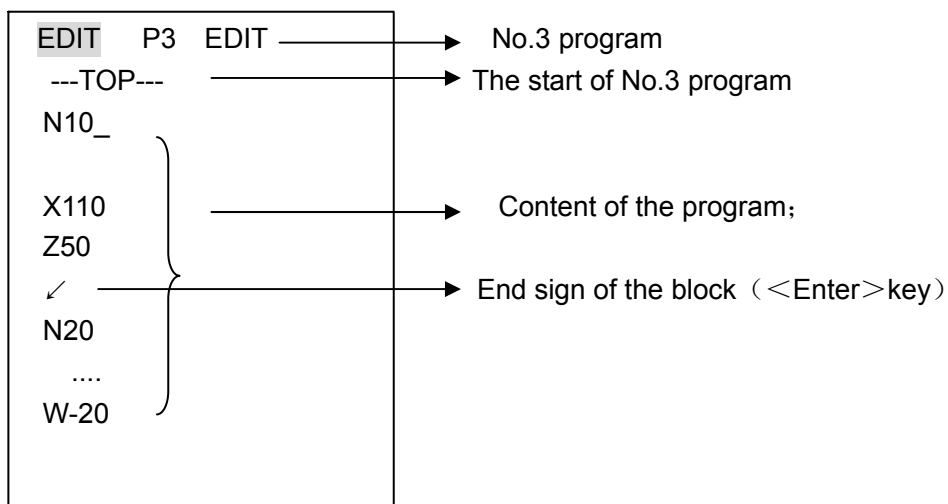 EDIT P3 EDIT No.3 program
---TOP--- The start of No.3 program
N10_
X110 Content of the program；
Z50
↙ End sign of the block（＜Enter＞key）
N20
....
W-20